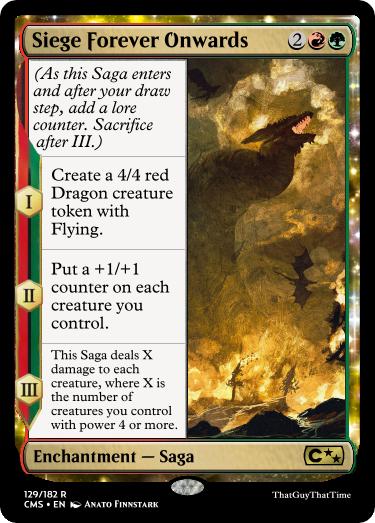 Siege Forever Onwards 2
(As this Saga enters
and after your draw
step, add a lore
counter. Sacrifice
after III.)
I
Create a 4/4 red
Dragon creature
token with
Flying.
II
Put a +1/+1
counter on each
creature you
control.
III
This Saga deals X
damage to each
creature, where X is
the number of
creatures you control
with power 4 or more.
Enchantment — Saga
C
129/182 R
CMS • EN Anato Finnstark
ThatGuyThatTime